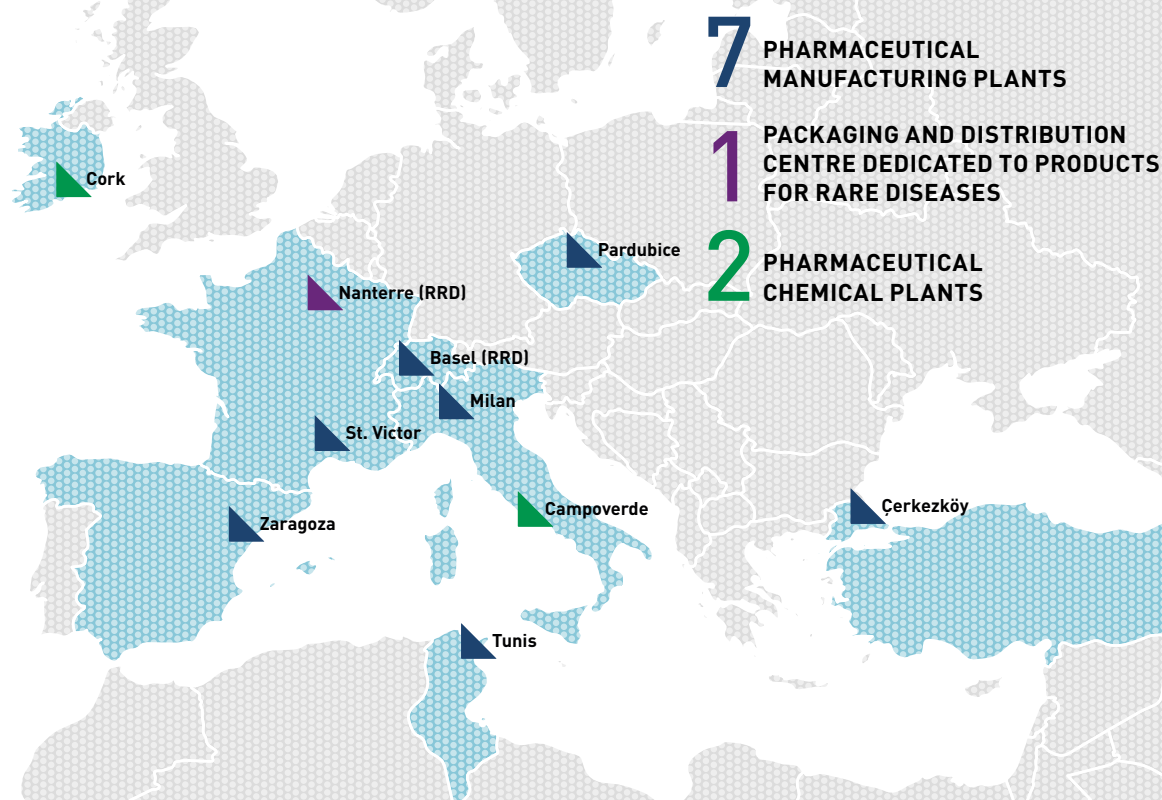 7
PHARMACEUTICAL
MANUFACTURING PLANTS
1
PACKAGING AND DISTRIBUTION
CENTRE DEDICATED TO PRODUCTS
FOR RARE DISEASES
2
PHARMACEUTICAL
CHEMICAL PLANTS
Cork
Pardubice
Nanterre (RRD)
Basel (RRD)
Milan
St. Victor
Campoverde
Çerkezköy
Zaragoza
Tunis